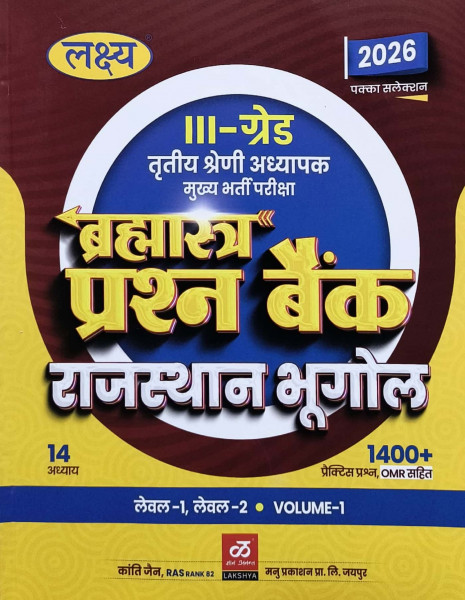 लक्ष्य
2026
पक्का सलेक्शन
III-ग्रेड
तृतीय श्रेणी अध्यापक
मुख्य भर्ती परीक्षा
ब्रह्मास्त्र
प्रश्न बैंक
राजस्थान भूगोल
14
अध्याय
1400+
प्रेक्टिस प्रश्न, OMR सहित
लेवल-1, लेवल-2 • VOLUME-1
कांति जैन, RAS RANK 82
LAKSHYA
मनु प्रकाशन प्रा. लि. जयपुर